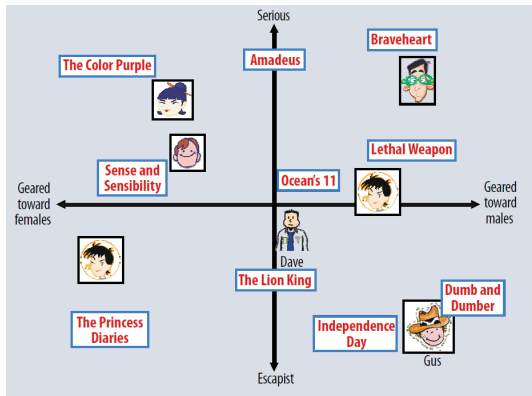 Serious
Braveheart
Amadeus
The Color Purple
Lethal Weapon
Sense and
Sensibility
Ocean's 11
Geared
toward
females
Geared
toward
males
Dave
The Lion King
Dumb and
Dumber
The Princess
Diaries
Independence
Day
Gus
Escapist